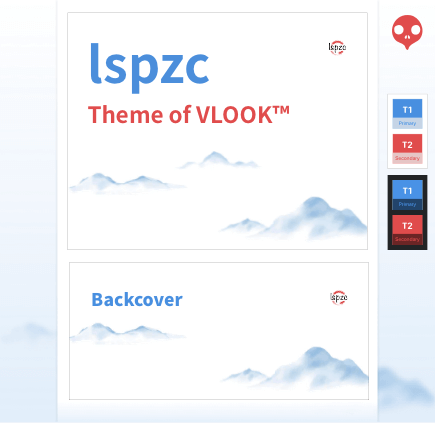 lspzc
lspzc
Theme of VLOOK™
T1
Primary
T2
Secondary
T1
Primary
T2
Secondary
Backcover
lspzc